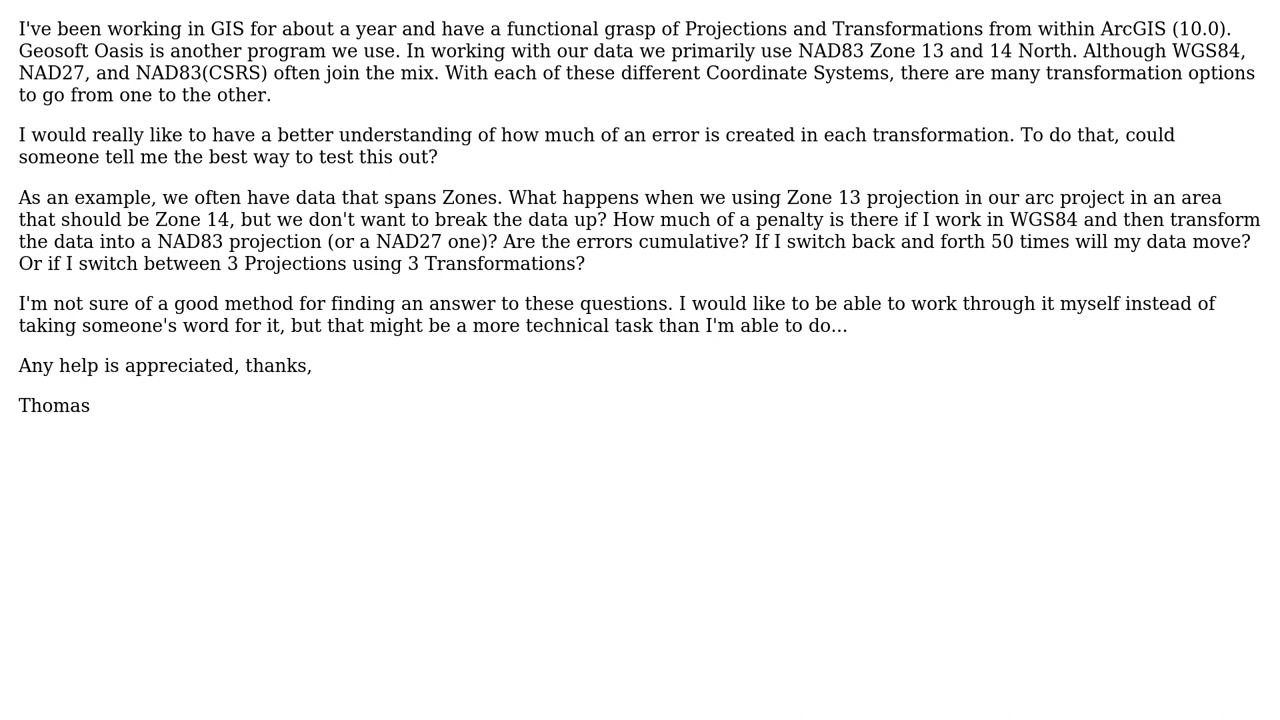 I've been working in GIS for about a year and have a functional grasp of Projections and Transformations from within ArcGIS (10.0).
Geosoft Oasis is another program we use. In working with our data we primarily use NAD83 Zone 13 and 14 North. Although WGS84,
NAD27, and NAD83(CSRS) often join the mix. With each of these different Coordinate Systems, there are many transformation options
to go from one to the other.
I would really like to have a better understanding of how much of an error is created in each transformation. To do that, could
someone tell me the best way to test this out?
As an example, we often have data that spans Zones. What happens when we using Zone 13 projection in our arc project in an area
that should be Zone 14, but we don't want to break the data up? How much of a penalty is there if I work in WGS84 and then transform
the data into a NAD83 projection (or a NAD27 one)? Are the errors cumulative? If I switch back and forth 50 times will my data move?
Or if I switch between 3 Projections using 3 Transformations?
I'm not sure of a good method for finding an answer to these questions. I would like to be able to work through it myself instead of
taking someone's word for it, but that might be a more technical task than I'm able to do...
Any help is appreciated, thanks,
Thomas